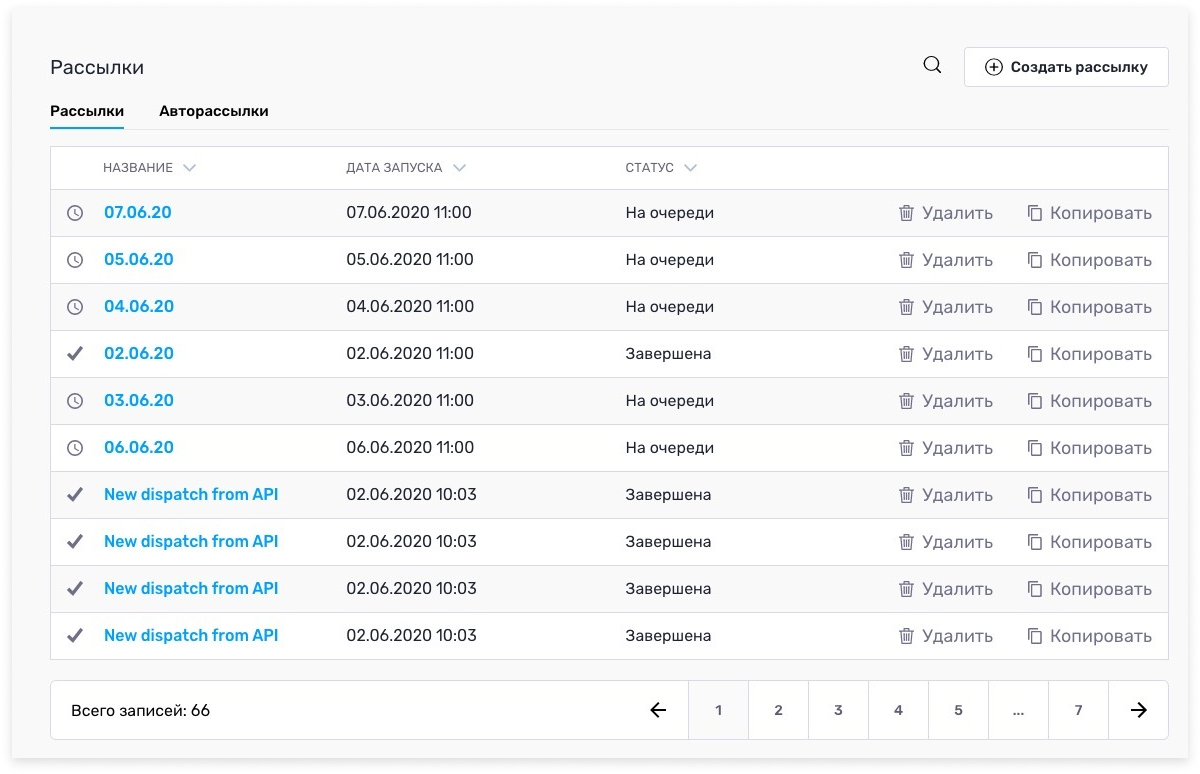 Рассылки
Создать рассылку
Рассылки Авторассылки
НАЗВАНИЕ ДАТА ЗАПУСКА СТАТУС
07.06.20 07.06.2020 11:00 На очереди Удалить Копировать
05.06.20 05.06.2020 11:00 На очереди Удалить Копировать
04.06.20 04.06.2020 11:00 На очереди Удалить Копировать
02.06.20 02.06.2020 11:00 Завершена Удалить Копировать
03.06.20 03.06.2020 11:00 На очереди Удалить Копировать
06.06.20 06.06.2020 11:00 На очереди Удалить Копировать
New dispatch from API 02.06.2020 10:03 Завершена Удалить Копировать
New dispatch from API 02.06.2020 10:03 Завершена Удалить Копировать
New dispatch from API 02.06.2020 10:03 Завершена Удалить Копировать
New dispatch from API 02.06.2020 10:03 Завершена Удалить Копировать
Всего записей: 66 1 2 3 4 5 ... 7